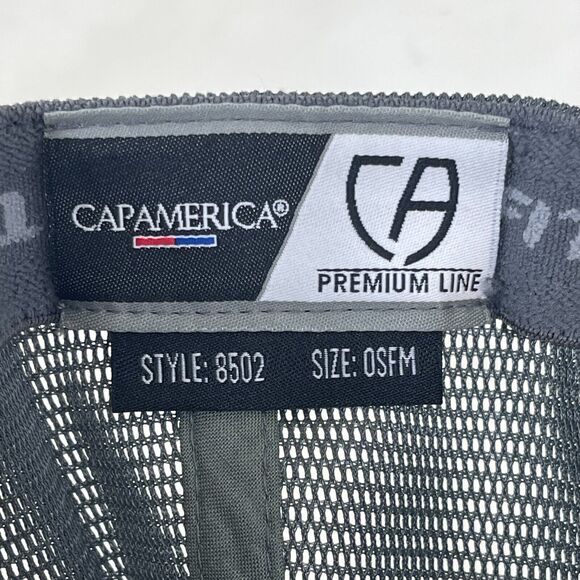 CAPAMERICA®
CA
PREMIUM LINE
STYLE: 8502 SIZE: OSFM